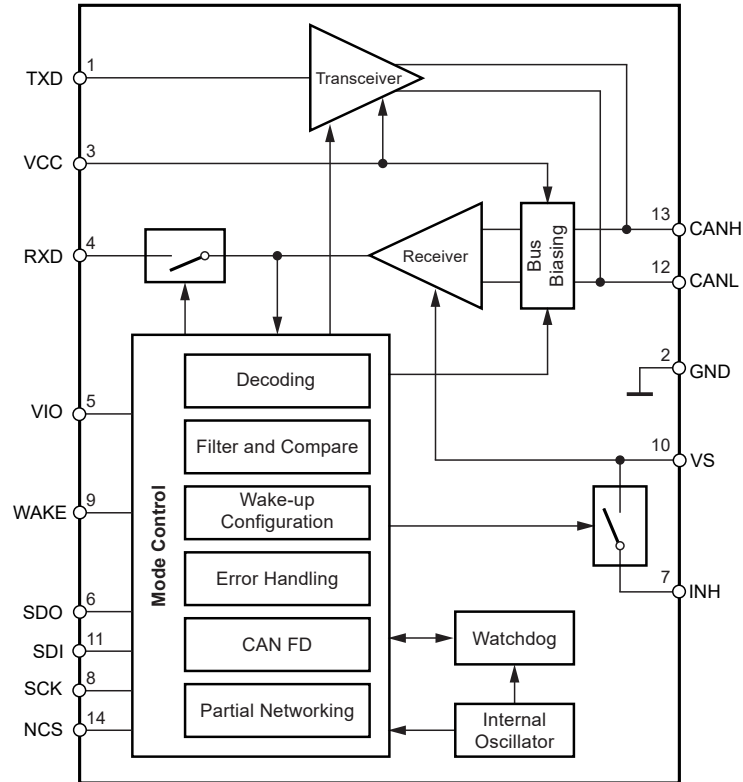 1
TXD
Transceiver
3
VCC
4
RXD
Receiver
Bus
Biasing
13
CANH
12
CANL
2
GND
Mode Control
Decoding
5
VIO
Filter and Compare
10
VS
9
WAKE
Wake-up
Configuration
Error Handling
7
INH
6
SDO
11
SDI
CAN FD
Watchdog
8
SCK
Partial Networking
14
NCS
Internal
Oscillator